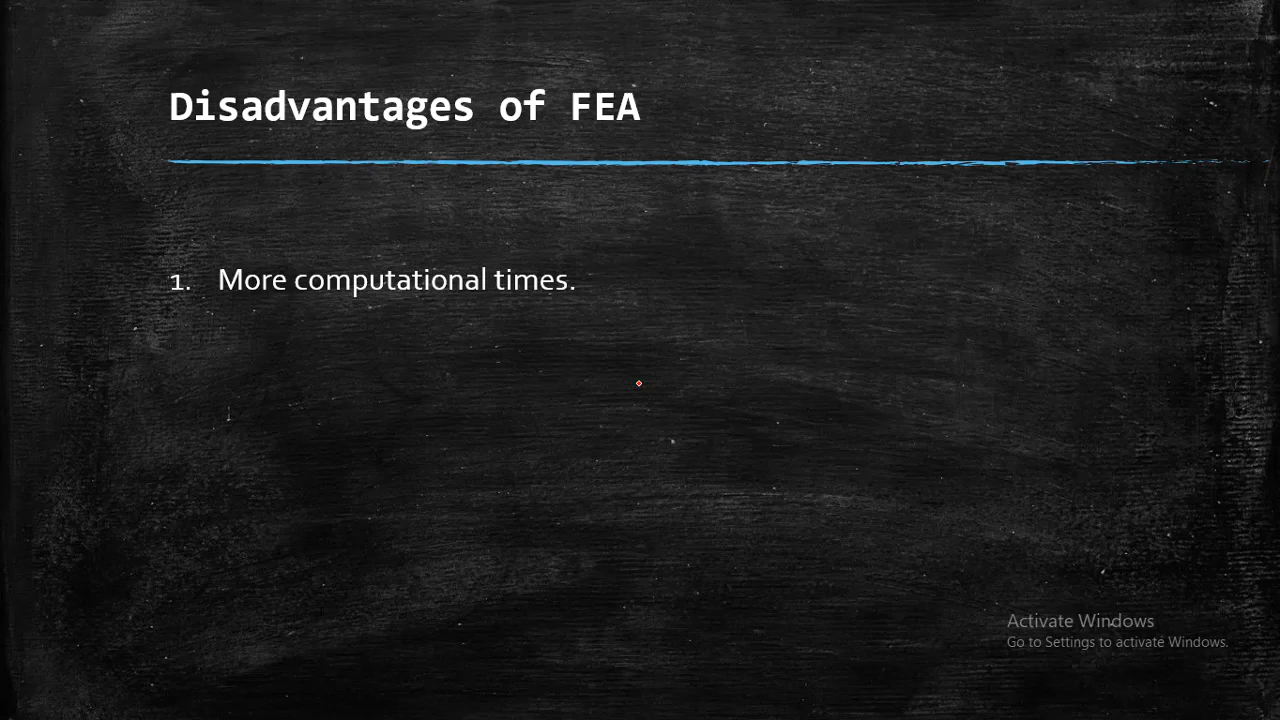 Disadvantages of FEA
1. More computational times.
Activate Windows
Go to Settings to activate Windows.